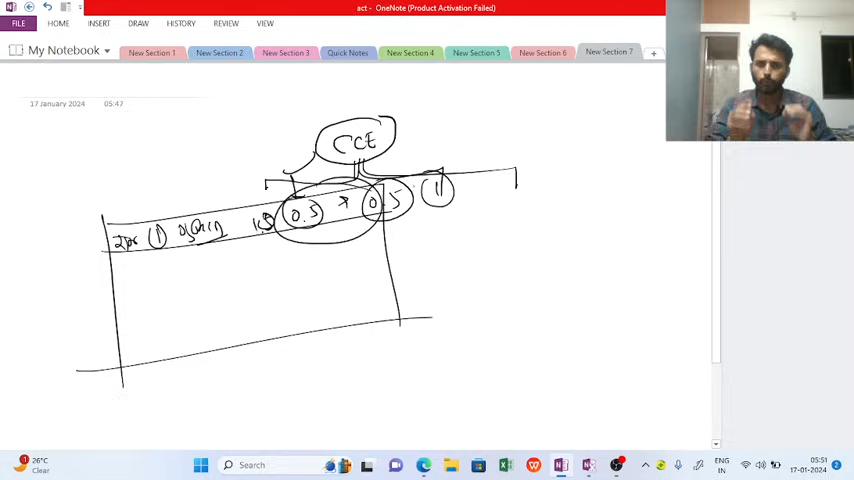 act - OneNote (Product Activation Failed)
FILE HOME INSERT DRAW HISTORY REVIEW VIEW
My Notebook New Section 1 New Section 2 New Section 3 Quick Notes New Section 4 New Section 5 New Section 6 New Section 7
17 January 2024 05:47
CCE
0.5 * 0.5 11
1
26°C
Clear
Search
ENG
IN
05:51
17-01-2024